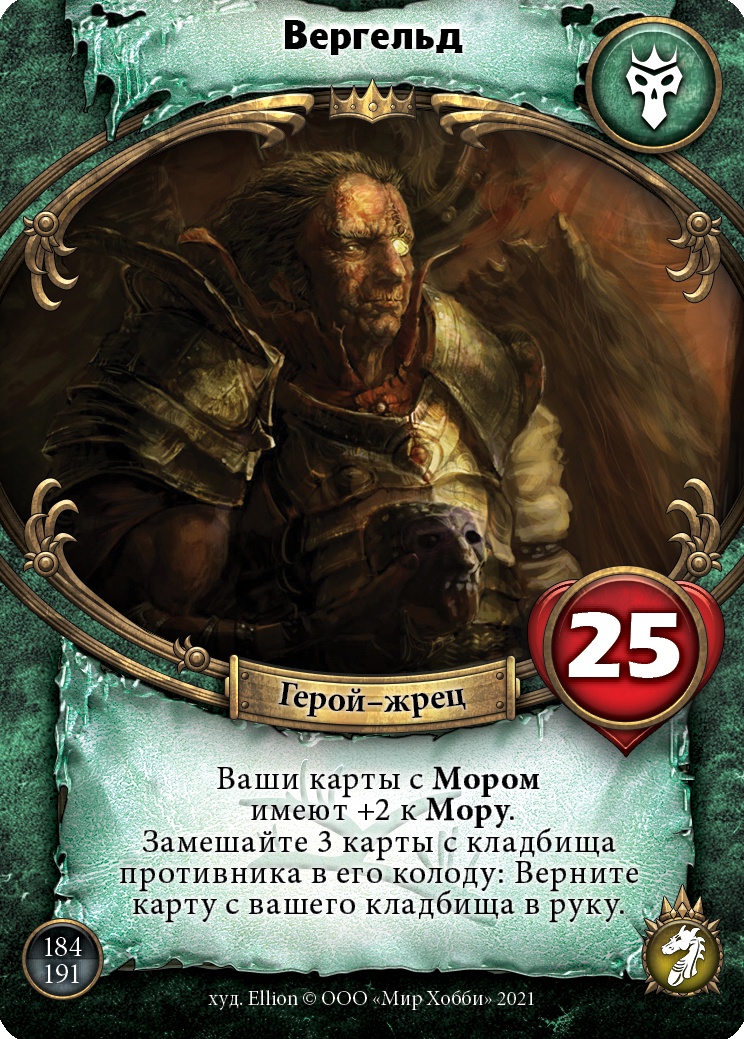 Вергельд
25
Герой–жрец
Ваши карты с Мором
имеют +2 к Мору.
Замешайте 3 карты с кладбища
противника в его колоду: Верните
карту с вашего кладбища в руку.
184
191
худ. Ellion © ООО «Мир Хобби» 2021